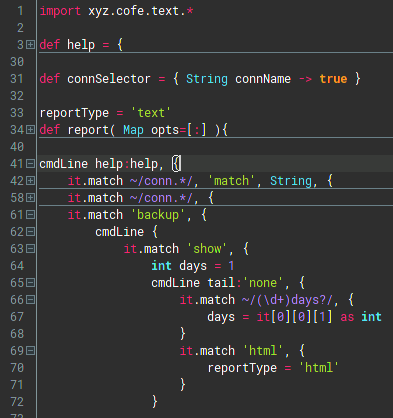 1 import xyz.cofe.text.*
2
3 def help = {
30
31 def connSelector = { String connName -> true }
32
33 reportType = 'text'
34 def report( Map opts=[:] ){
40
41 cmdLine help:help, {
42 it.match ~/conn.*/, 'match', String, {
58 it.match ~/conn.*/, {
61 it.match 'backup', {
62 cmdLine {
63 it.match 'show', {
64 int days = 1
65 cmdLine tail:'none', {
66 it.match ~/(\d+)days?/, {
67 days = it[0][0][1] as int
68 }
69 it.match 'html', {
70 reportType = 'html'
71 }
72 }